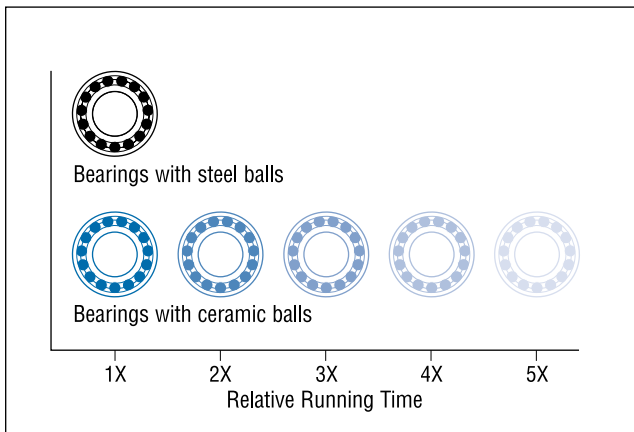 Bearings with steel balls
Bearings with ceramic balls
1X 2X 3X 4X 5X
Relative Running Time